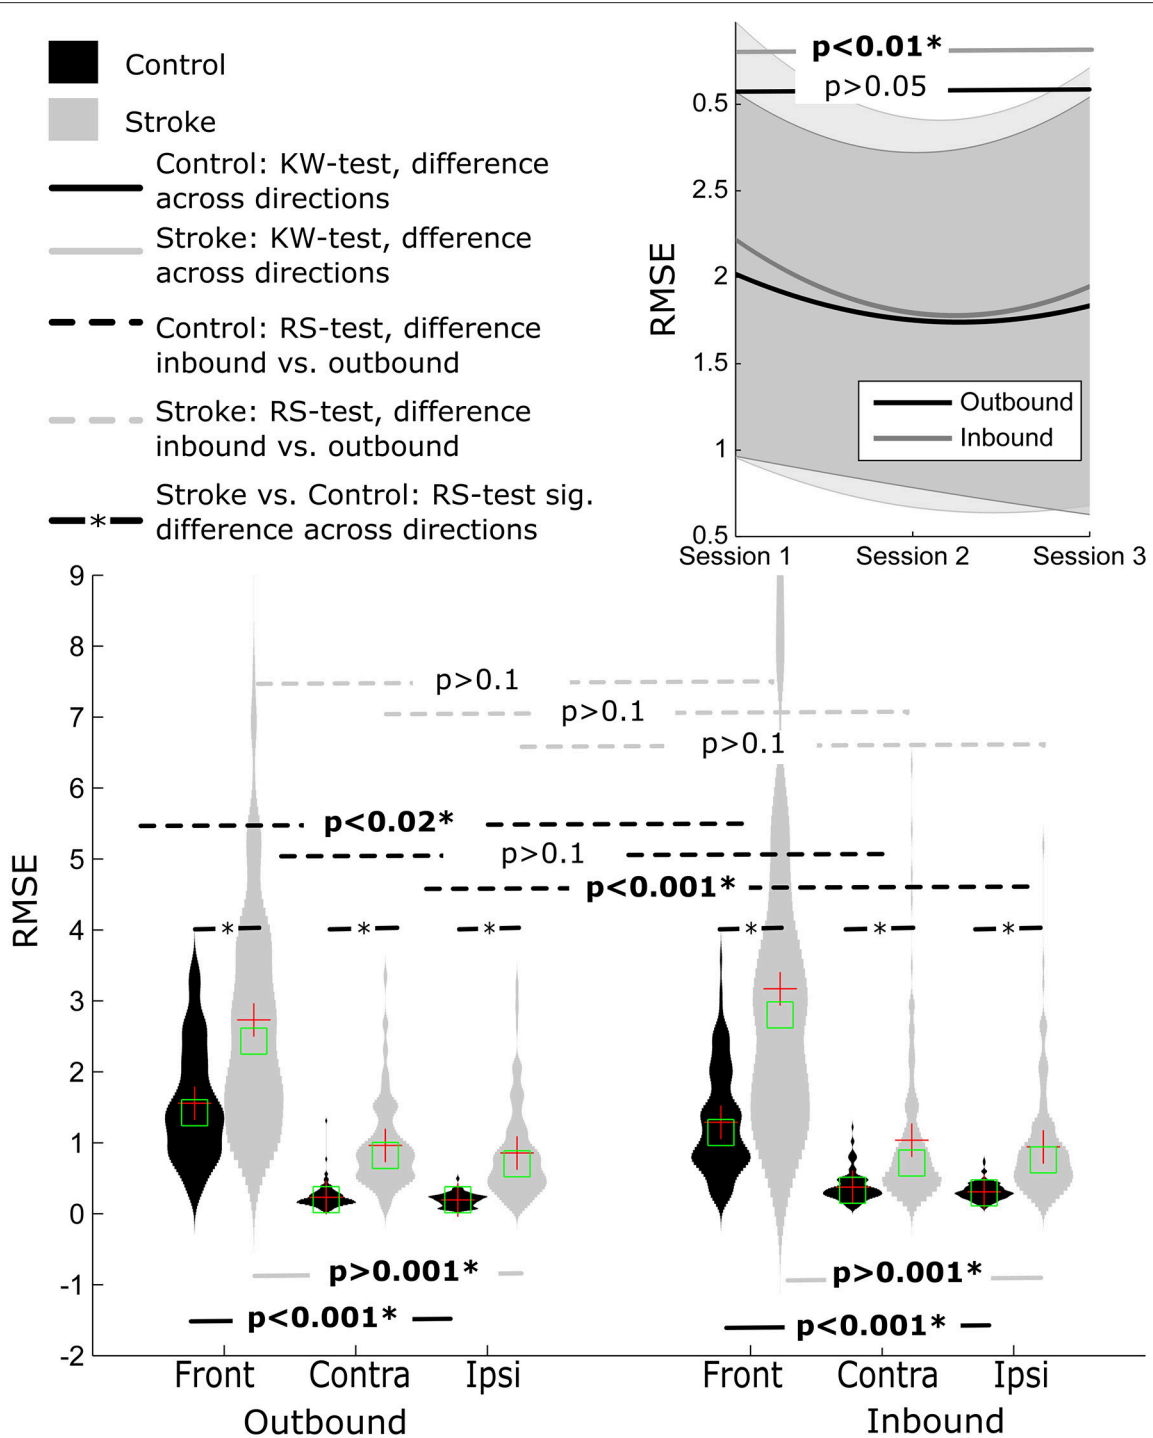 Control
Stroke
Control: KW-test, difference
across directions
Stroke: KW-test, dfference
across directions
Control: RS-test, difference
inbound vs. outbound
Stroke: RS-test, difference
inbound vs. outbound
*
Stroke vs. Control: RS-test sig.
difference across directions
p<0.01*
p>0.05
0.5
2.5
2
1.5
1
0.5
RMSE
Outbound
Inbound
Session 1 Session 2 Session 3
9
8
7
6
5
4
3
2
1
0
-1
-2
RMSE
p>0.1
p>0.1
p>0.1
p<0.02*
p>0.1
p<0.001*
* * * * * *
p>0.001* p>0.001*
p<0.001* p<0.001*
Front Contra Ipsi Front Contra Ipsi
Outbound Inbound